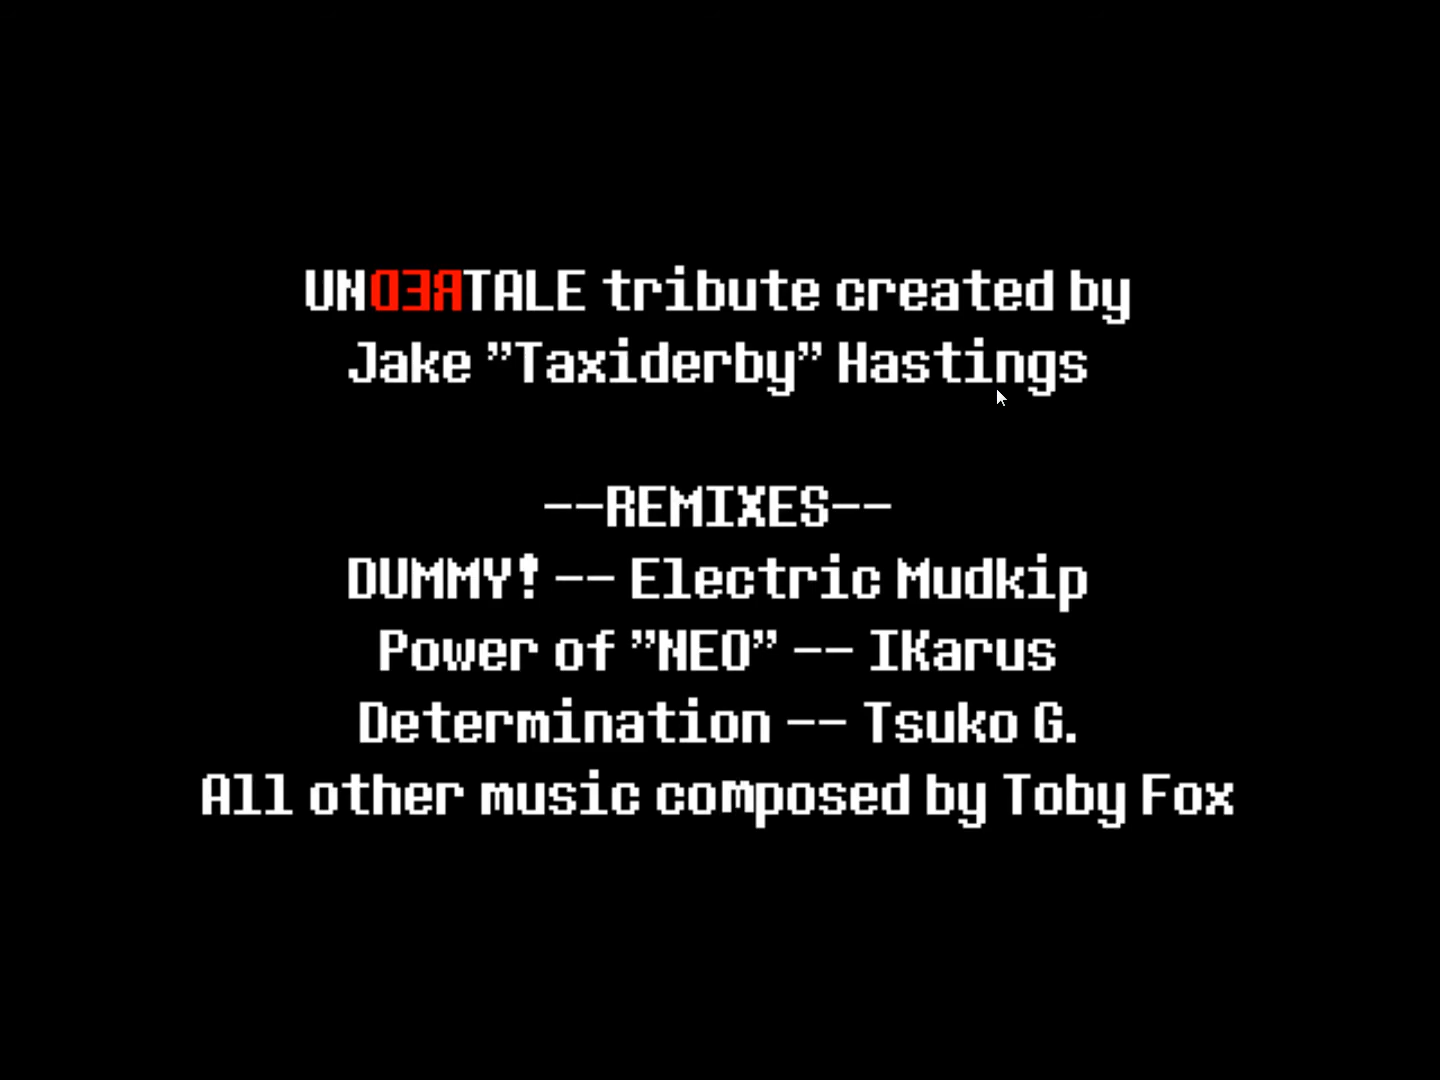 UNDERTALE tribute created by
Jake "Taxiderby" Hastings
--REMIXES--
DUMMY! -- Electric Mudkip
Power of "NEO" -- IKarus
Determination -- Tsuko G.
All other music composed by Toby Fox